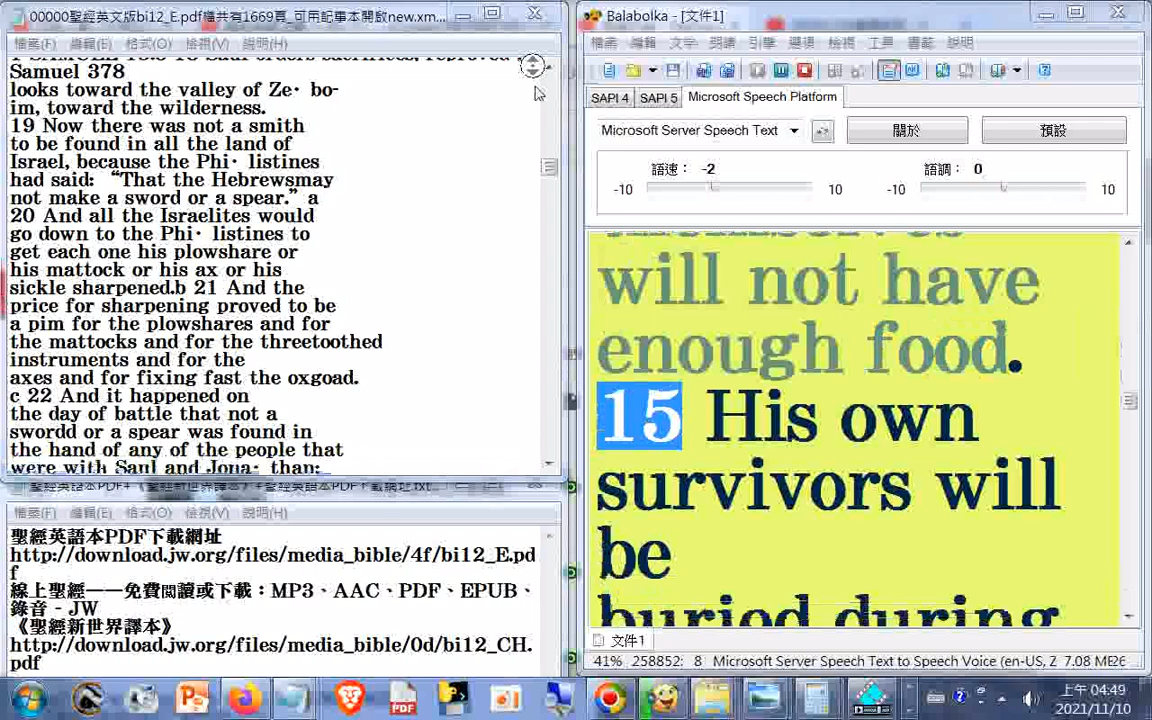 00000聖經英文版bi12_E.pdf檔共有1669頁_可用記事本開啟new.xm...
檔案(F) 編輯(E) 格式(O) 檢視(V) 說明(H)
Samuel 378
looks toward the valley of Ze· bo-
im, toward the wilderness.
19 Now there was not a smith
to be found in all the land of
Israel, because the Phi· listines
had said: “That the Hebrewsmay
not make a sword or a spear.” a
20 And all the Israelites would
go down to the Phi· listines to
get each one his plowshare or
his mattock or his ax or his
sickle sharpened.b 21 And the
price for sharpening proved to be
a pim for the plowshares and for
the mattocks and for the threetoothed
instruments and for the
axes and for fixing fast the oxgoad.
c 22 And it happened on
the day of battle that not a
swordd or a spear was found in
the hand of any of the people that
were with Saul and Jona· than;
檔案(F) 編輯(E) 格式(O) 檢視(V) 說明(H)
聖經英語本PDF下載網址
http://download.jw.org/files/media_bible/4f/bi12_E.pd
f
線上聖經——免費閱讀或下載：MP3、AAC、PDF、EPUB、
錄音 - JW
《聖經新世界譯本》
http://download.jw.org/files/media_bible/0d/bi12_CH.
pdf
Balabolka - [文件1]
檔案 編輯 文字 朗讀 引擎 選項 檢視 工具 書籤 說明
SAPI 4 SAPI 5 Microsoft Speech Platform
Microsoft Server Speech Text 關於 預設
語速： -2 語調： 0
-10 10 -10 10
will not have
enough food.
15 His own
survivors will
be
buried during
文件1
41% 258852: 8 Microsoft Server Speech Text to Speech Voice (en-US, Z 7.08 ME26
上午 04:49
2021/11/10